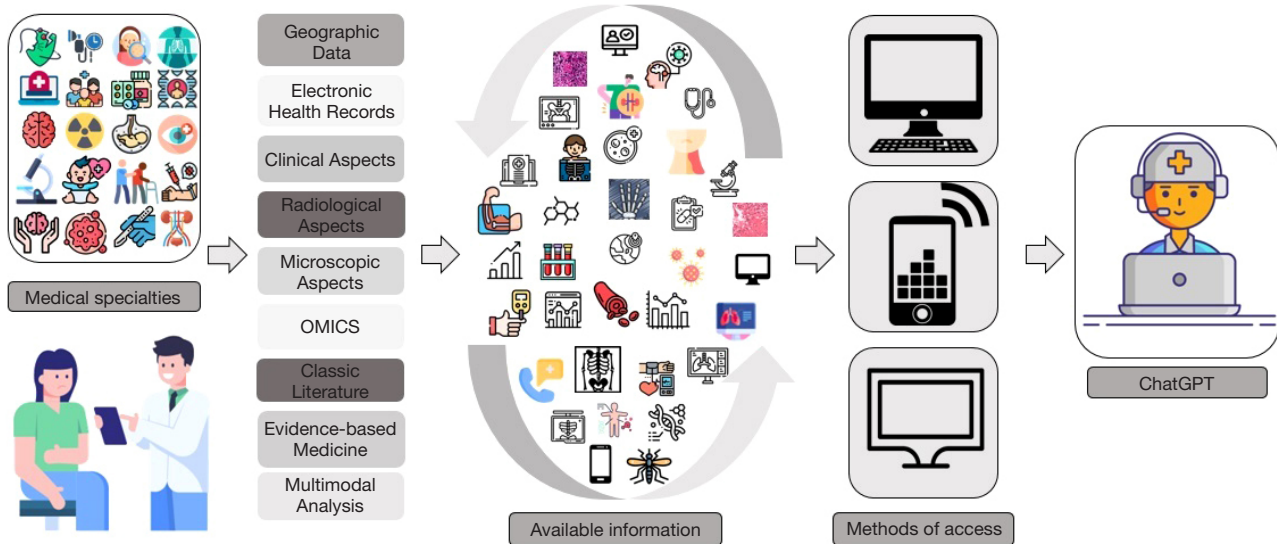 Medical specialties
Geographic
Data
Electronic
Health Records
Clinical Aspects
Radiological
Aspects
Microscopic
Aspects
OMICS
Classic
Literature
Evidence-based
Medicine
Multimodal
Analysis
Available information
Methods of access
ChatGPT